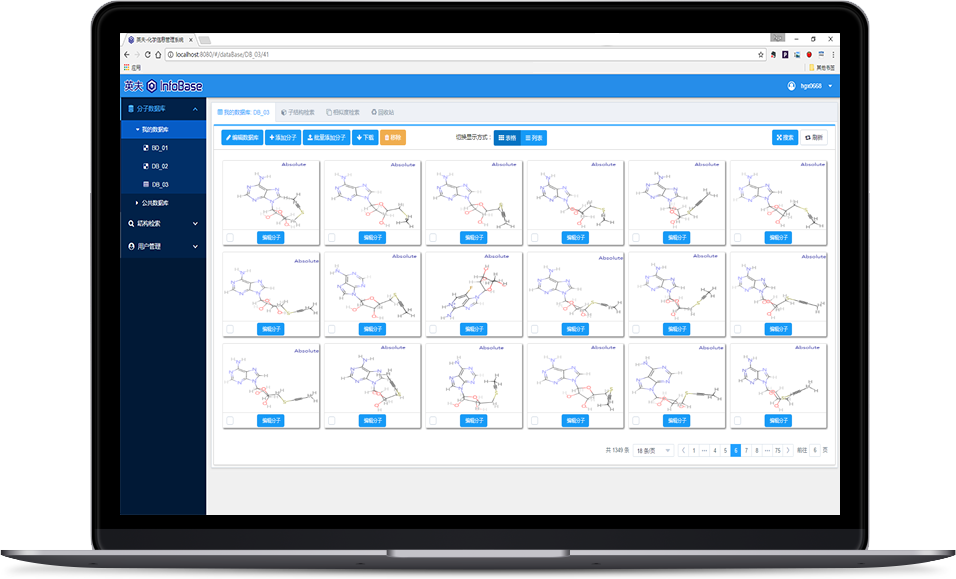 英夫-化学信息管理系统
localhost:8080/#/dataBase/DB_03/41
应用
其他书签
英夫 InfoBase
hgx0668
分子数据库
我的数据库
BD_01
DB_02
DB_03
公共数据库
结构检索
用户管理
我的数据库 DB_03 子结构检索 相似度检索 回收站
编辑数据库 添加分子 批量添加分子 下载 删除 切换显示方式: 表格 列表 搜索 刷新
Absolute Absolute Absolute Absolute Absolute Absolute
编辑分子 编辑分子 编辑分子 编辑分子 编辑分子 编辑分子
Absolute Absolute Absolute Absolute Absolute Absolute
编辑分子 编辑分子 编辑分子 编辑分子 编辑分子 编辑分子
Absolute Absolute Absolute Absolute Absolute Absolute
编辑分子 编辑分子 编辑分子 编辑分子 编辑分子 编辑分子
共 1349 条 18 条/页 1 ··· 4 5 6 7 8 ··· 75 前往 6 页